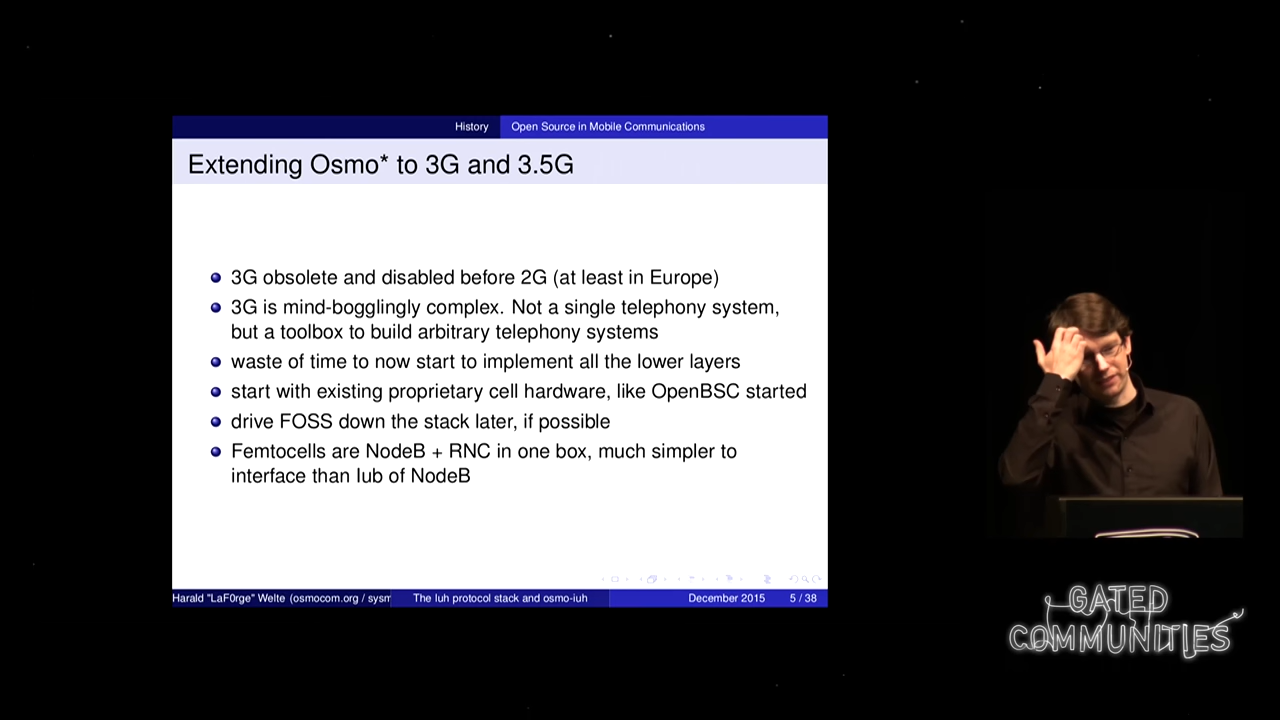 History Open Source in Mobile Communications
Extending Osmo* to 3G and 3.5G
3G obsolete and disabled before 2G (at least in Europe)
3G is mind-bogglingly complex. Not a single telephony system,
but a toolbox to build arbitrary telephony systems
waste of time to now start to implement all the lower layers
start with existing proprietary cell hardware, like OpenBSC started
drive FOSS down the stack later, if possible
Femtocells are NodeB + RNC in one box, much simpler to
interface than Iub of NodeB
Harald "LaF0rge" Welte (osmocom.org / sysm The Iuh protocol stack and osmo-iuh December 2015 5 / 38
GATED
COMMUNITIES